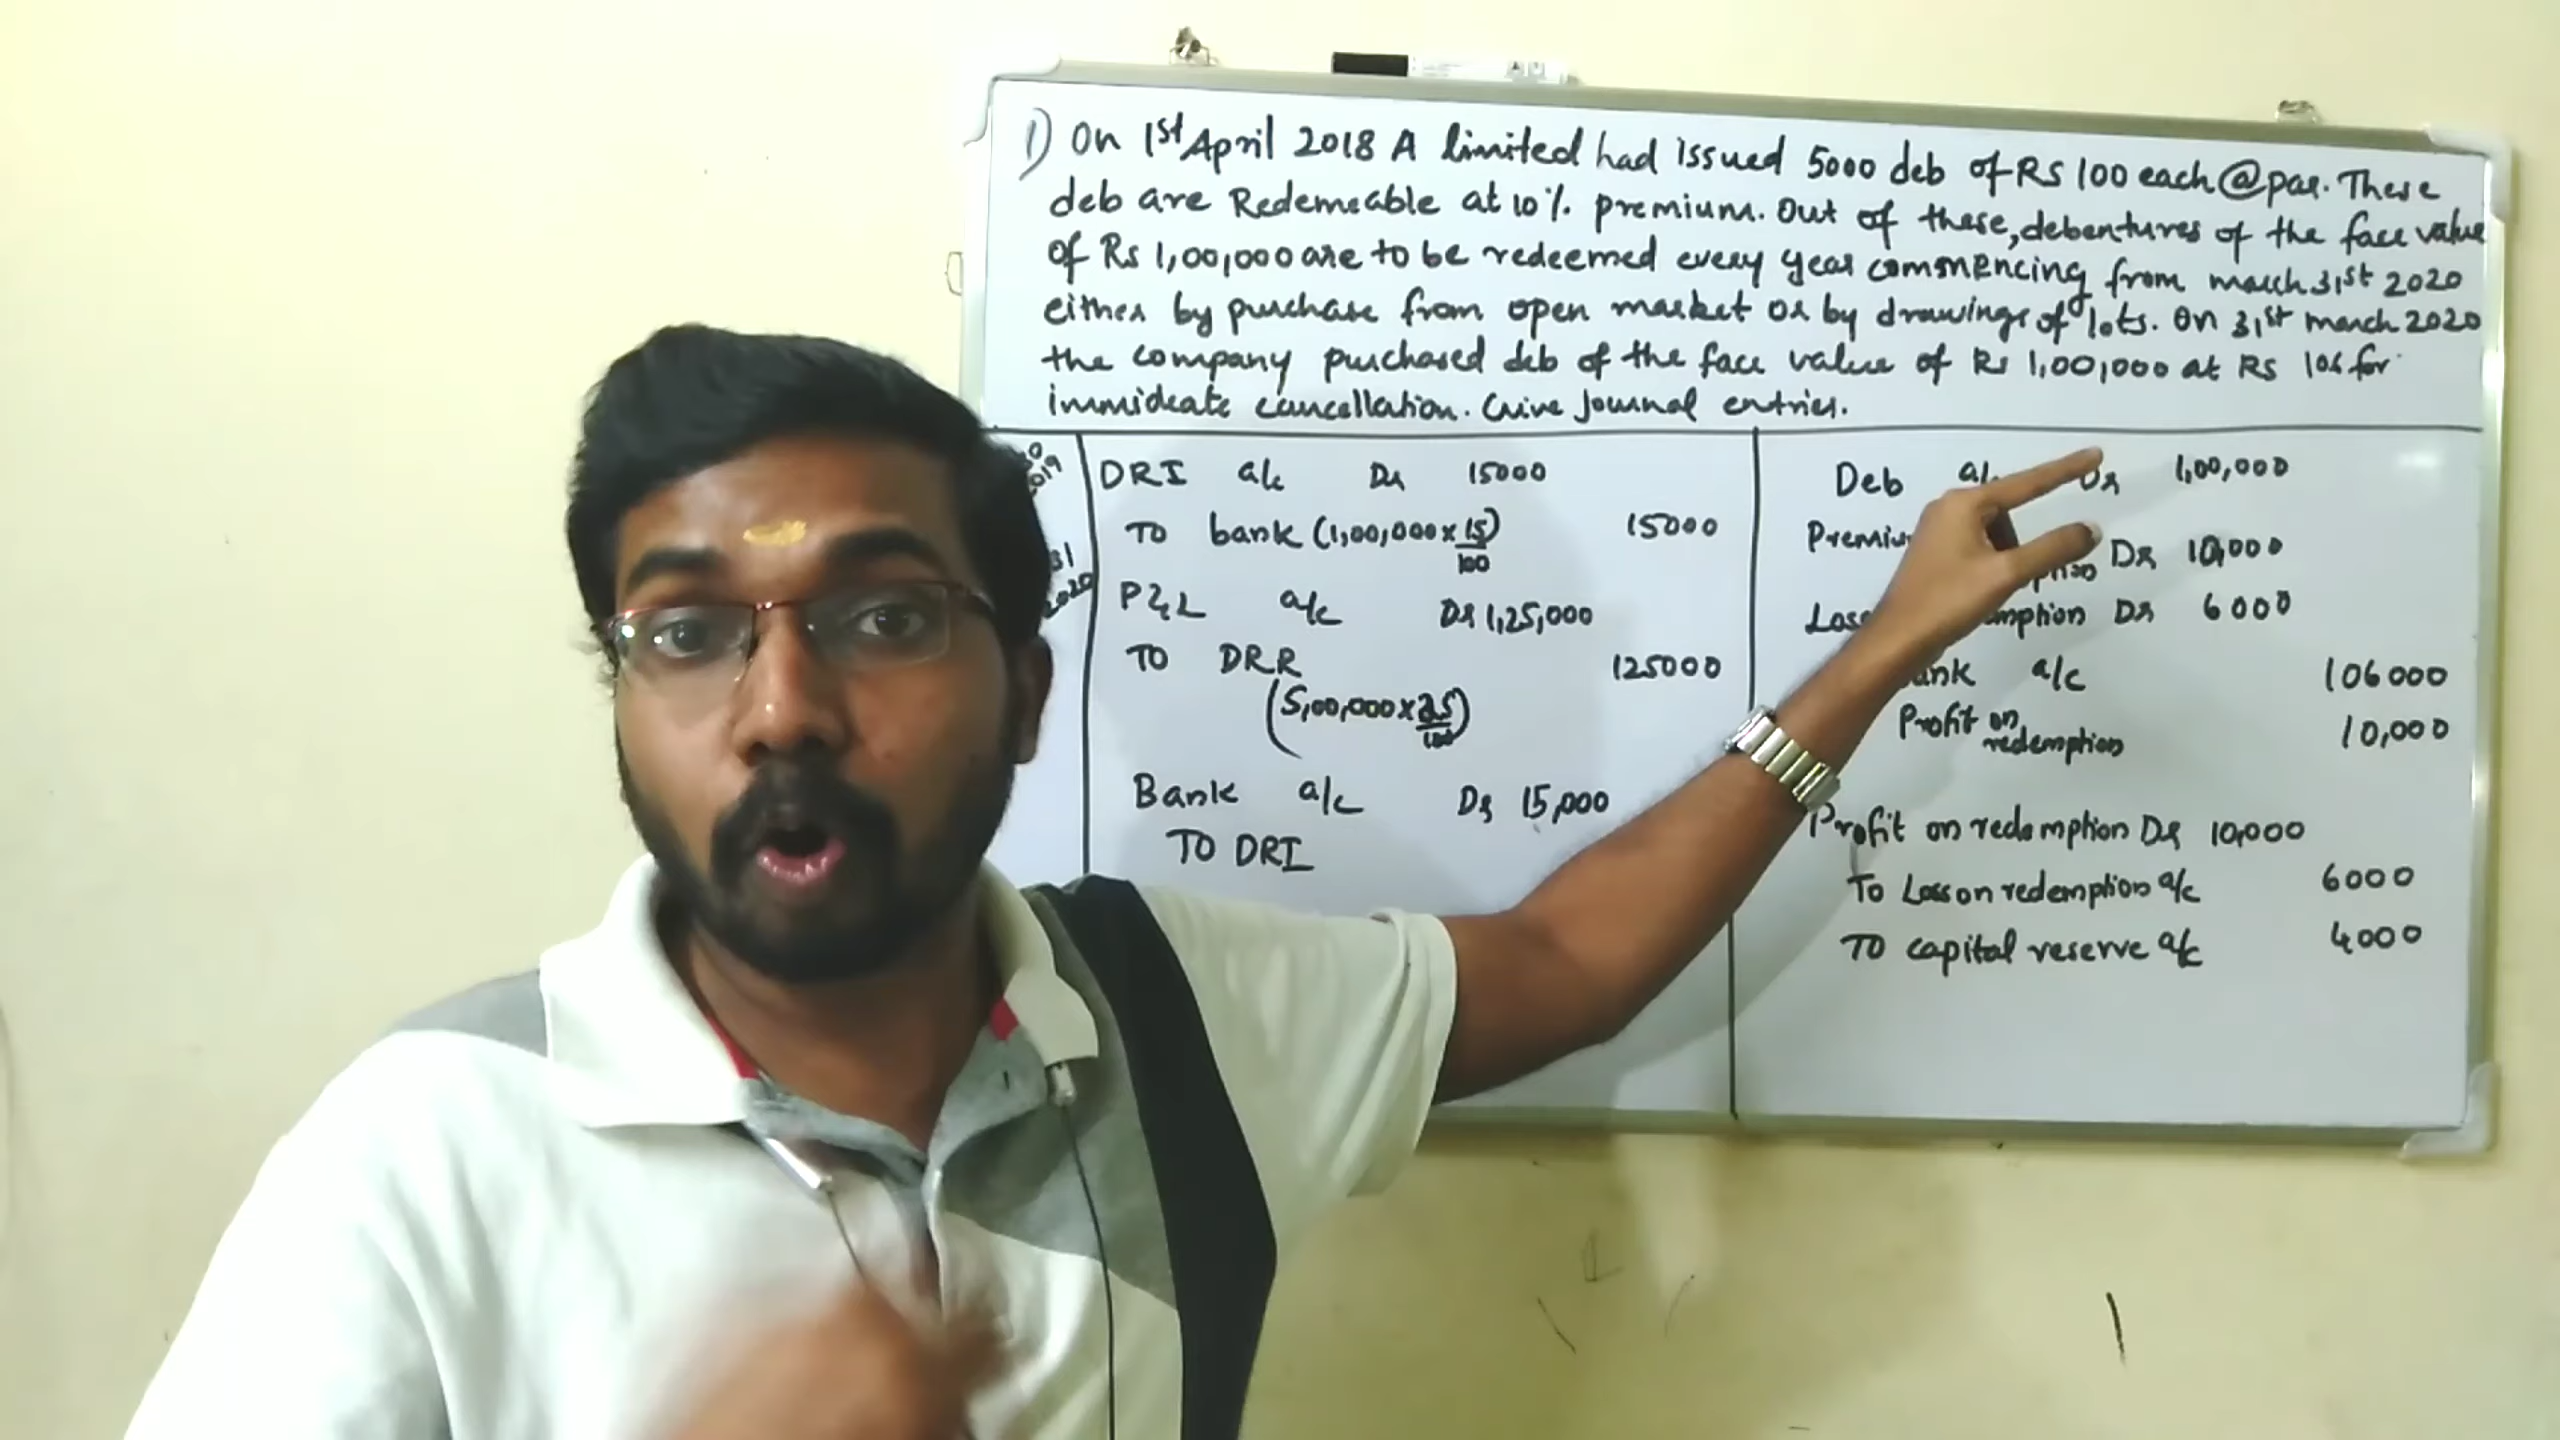 1) On 1st April 2018 A limited had issued 5000 deb of RS 100 each @ par. These
deb are Redemeable at 10% premium. Out of these, debentures of the face value
of Rs 1,00,000 are to be redeemed every year commencing from march 31st 2020
either by purchase from open market or by drawings of lots. On 31st march 2020
the company purchased deb of the face value of Rs 1,00,000 at Rs 106 for
immideate cancellation. Give Journal entries.
2019
DRI a/c Dr 15000
To bank (1,00,000 × 15/100) 15000
31
2020
P&L a/c Dr 1,25,000
TO DRR 125000
(5,00,000 × 25/100)
Bank a/c Dr 15,000
TO DRI
Deb a/c Dr 1,00,000
Dr 10,000
Dr 6000
a/c 106000
Profit on redemption 10,000
Profit on redemption Dr 10,000
To Loss on redemption a/c 6000
TO capital reserve a/c 4000